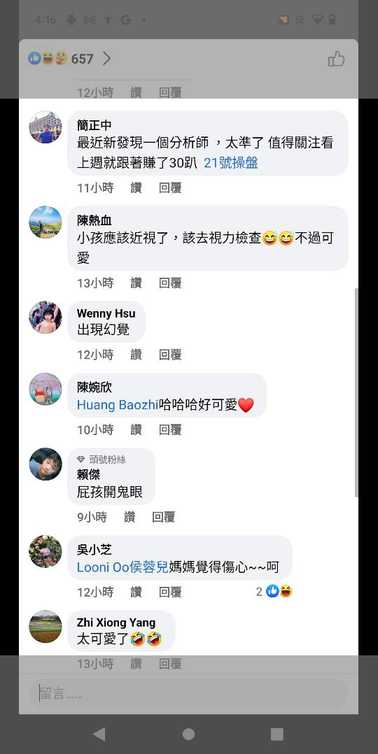 4:16
657
12小時 讚 回覆
簡正中
最近新發現一個分析師 ，太準了 值得關注看
上週就跟著賺了30趴 21號操盤
11小時 讚 回覆
陳熱血
小孩應該近視了，該去視力檢查😅😅不過可
愛
13小時 讚 回覆
Wenny Hsu
出現幻覺
12小時 讚 回覆
陳婉欣
Huang Baozhi哈哈哈好可愛❤️
10小時 讚 回覆
頭號粉絲
賴傑
屁孩開鬼眼
9小時 讚 回覆
吳小芝
Looni Oo侯蓉兒媽媽覺得傷心~~呵
12小時 讚 回覆 2
Zhi Xiong Yang
太可愛了🤣🤣
13小時 讚 回覆
留言.....